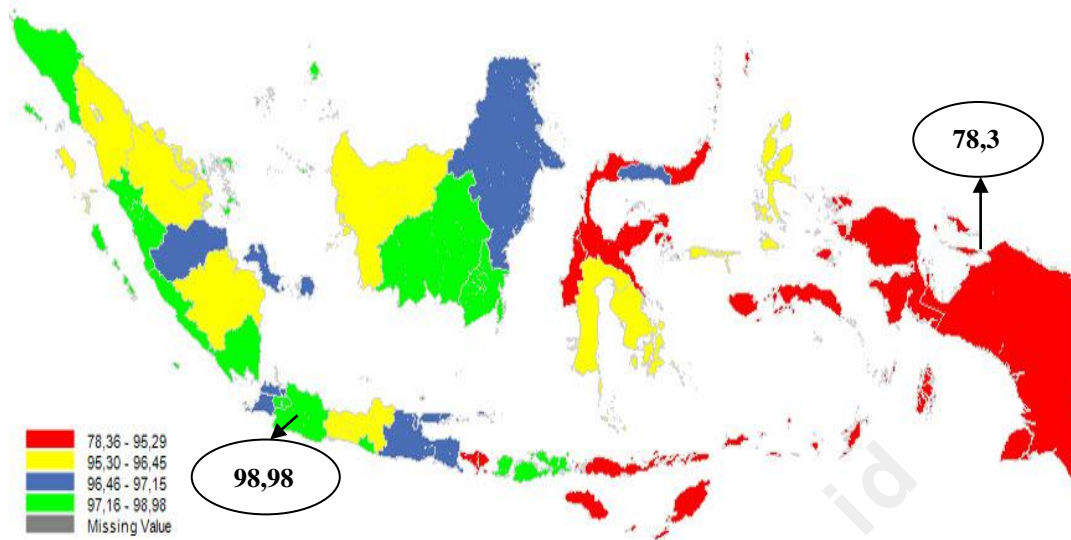 78,3
98,98
78,36 - 95,29
95,30 - 96,45
96,46 - 97,15
97,16 - 98,98
Missing Value
id